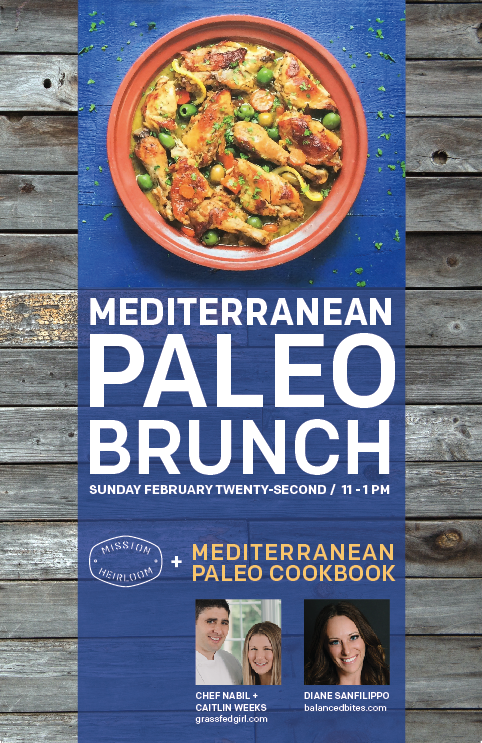 MEDITERRANEAN
PALEO
BRUNCH
SUNDAY FEBRUARY TWENTY-SECOND / 11 - 1 PM
MISSION
HEIRLOOM
+
MEDITERRANEAN
PALEO COOKBOOK
CHEF NABIL +
CAITLIN WEEKS
grassfedgirl.com
DIANE SANFILIPPO
balancedbites.com